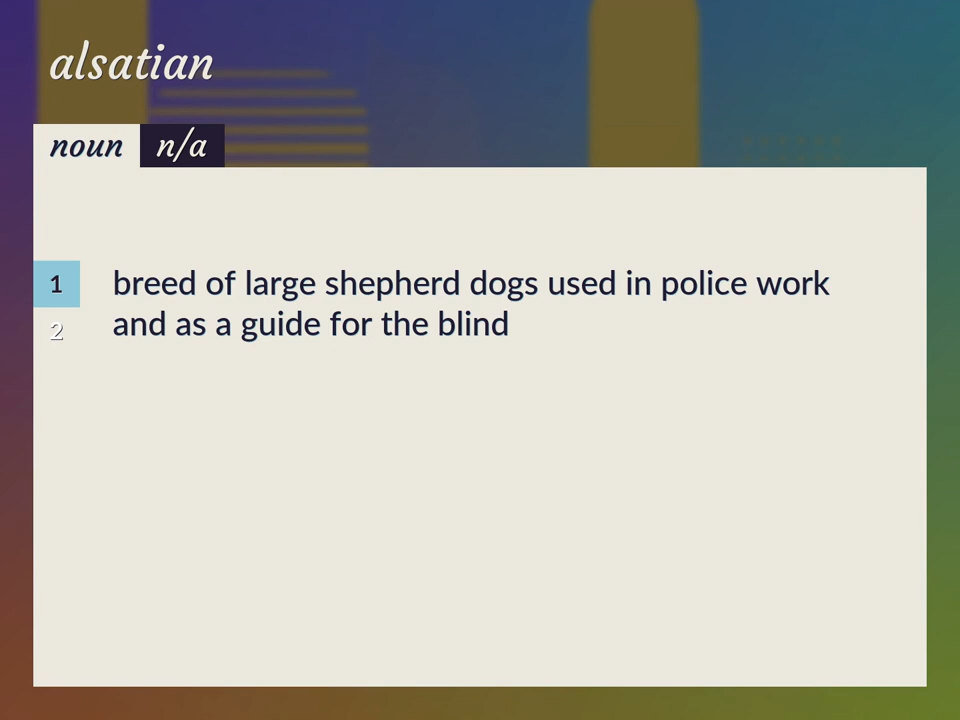 alsatian
noun n/a
1 breed of large shepherd dogs used in police work
2 and as a guide for the blind